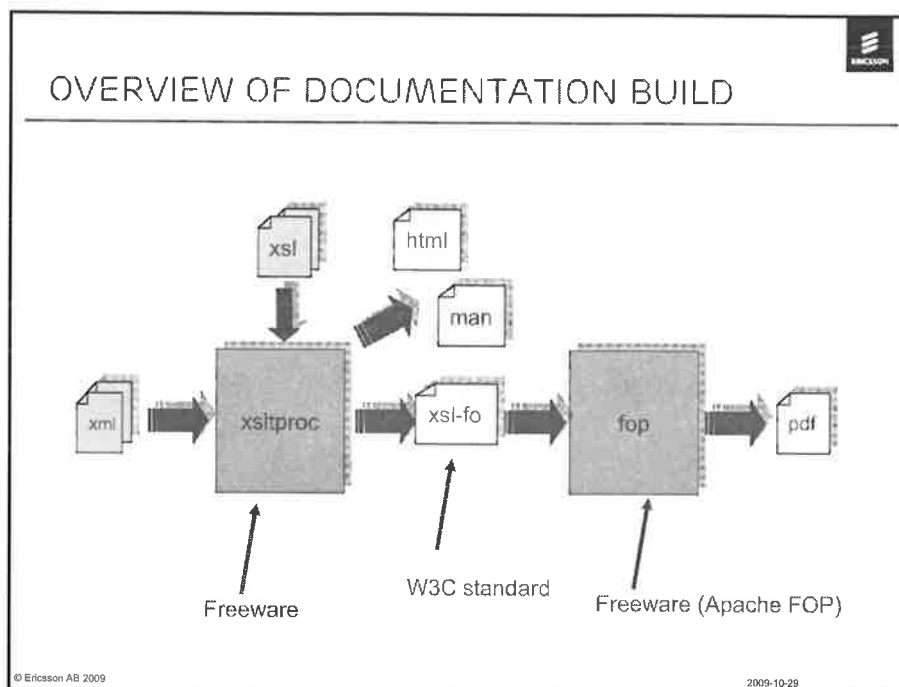 ERICSSON
OVERVIEW OF DOCUMENTATION BUILD
xsl
html
man
xml
xsltproc
xsl-fo
fop
pdf
Freeware
W3C standard
Freeware (Apache FOP)
© Ericsson AB 2009
2009-10-29